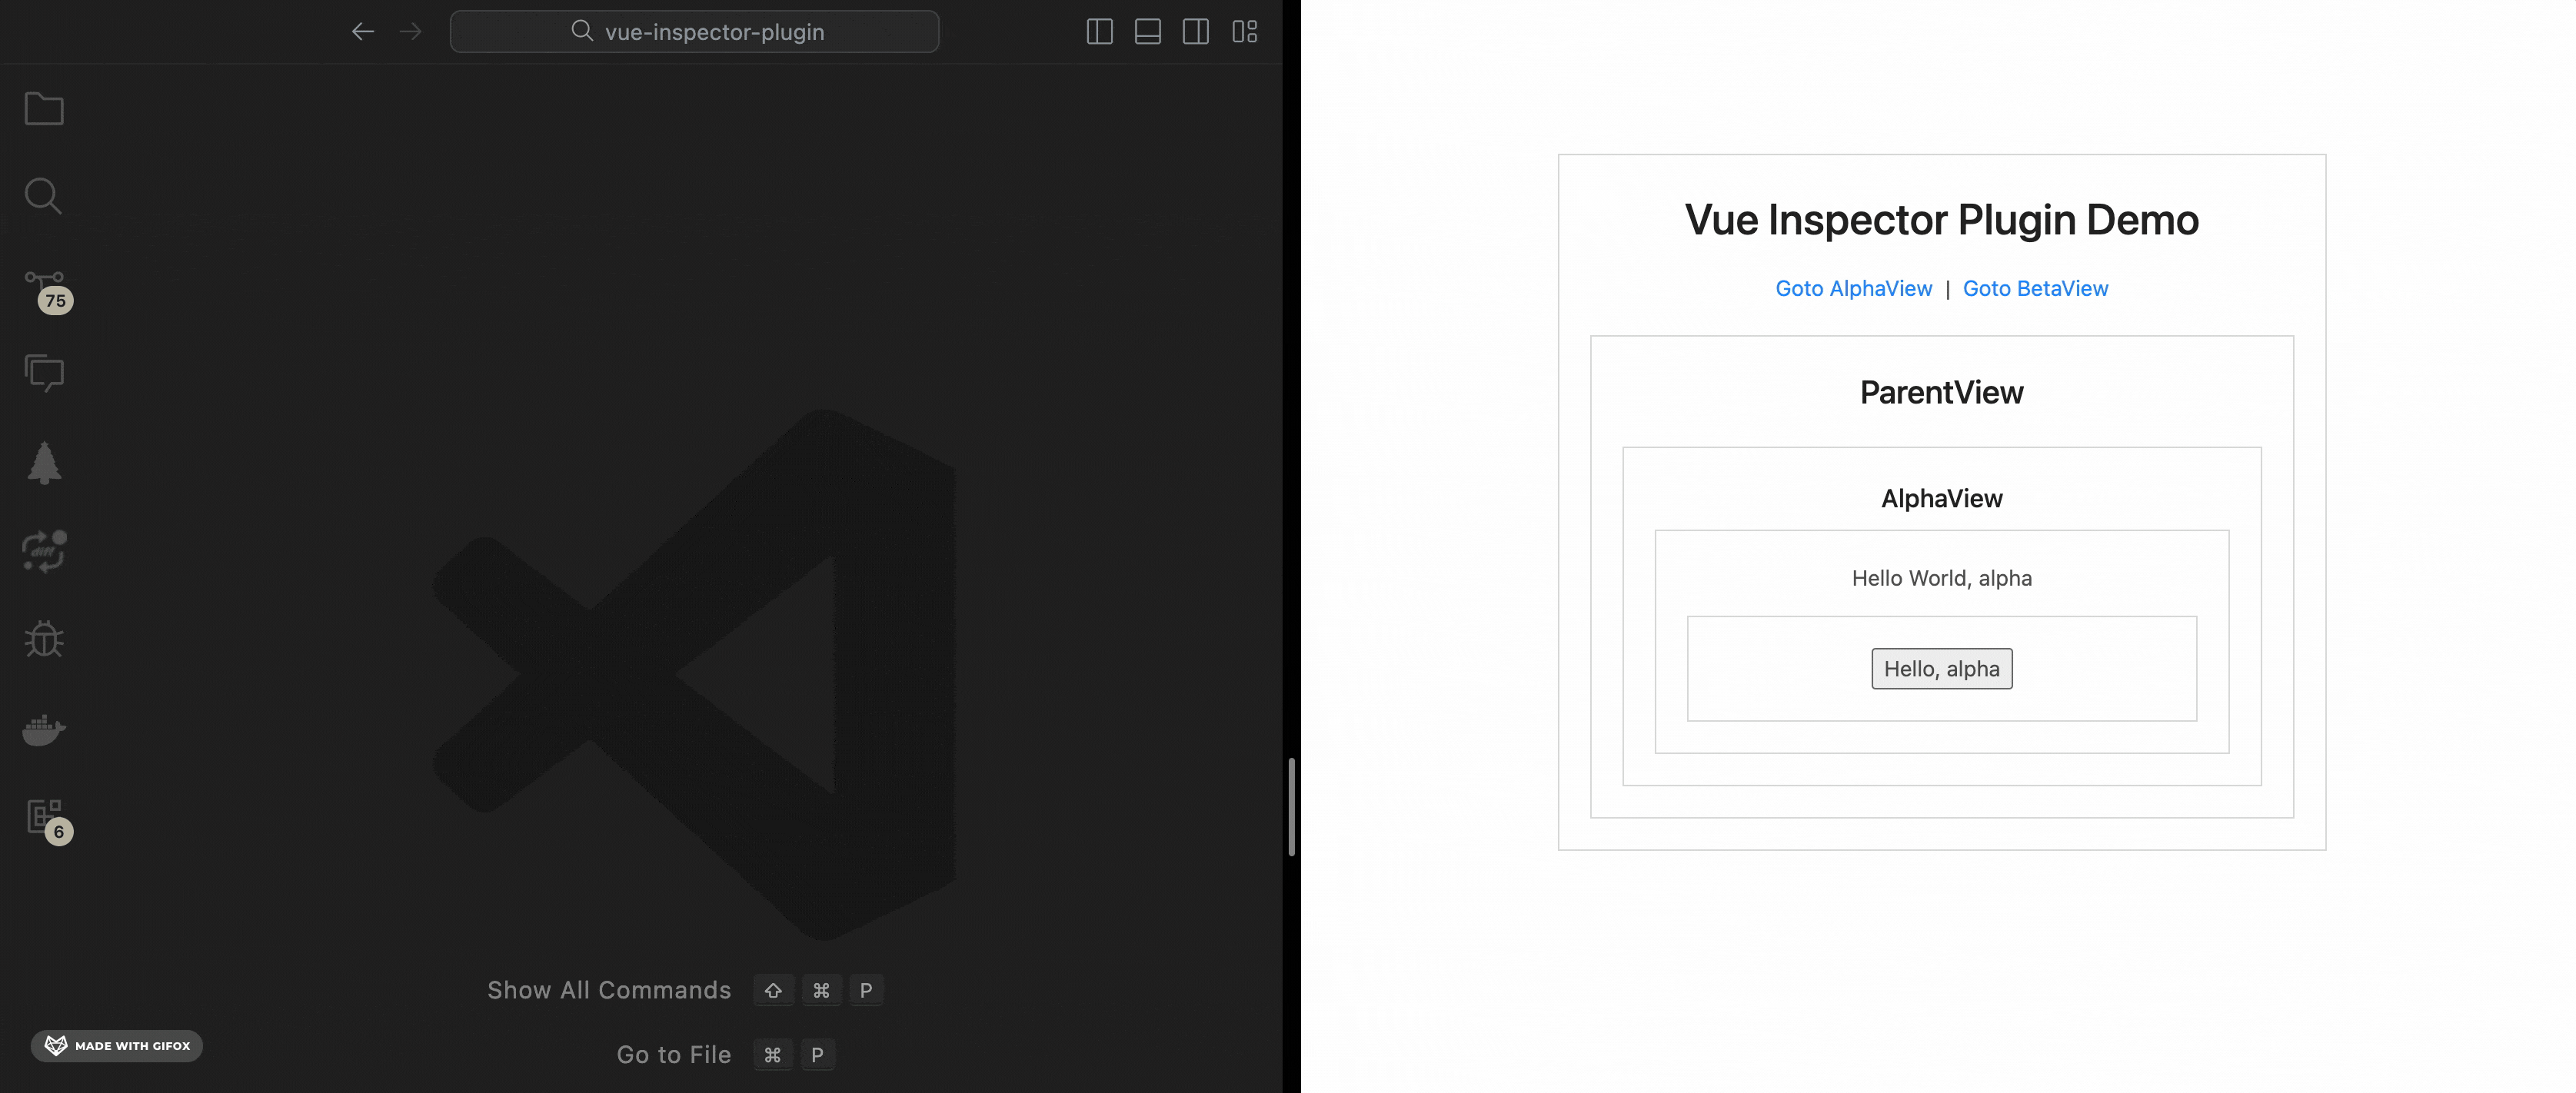 vue-inspector-plugin
75
diff
6
Show All Commands ⇧ ⌘ P
Go to File ⌘ P
MADE WITH GIFOX
Vue Inspector Plugin Demo
Goto AlphaView | Goto BetaView
ParentView
AlphaView
Hello World, alpha
Hello, alpha